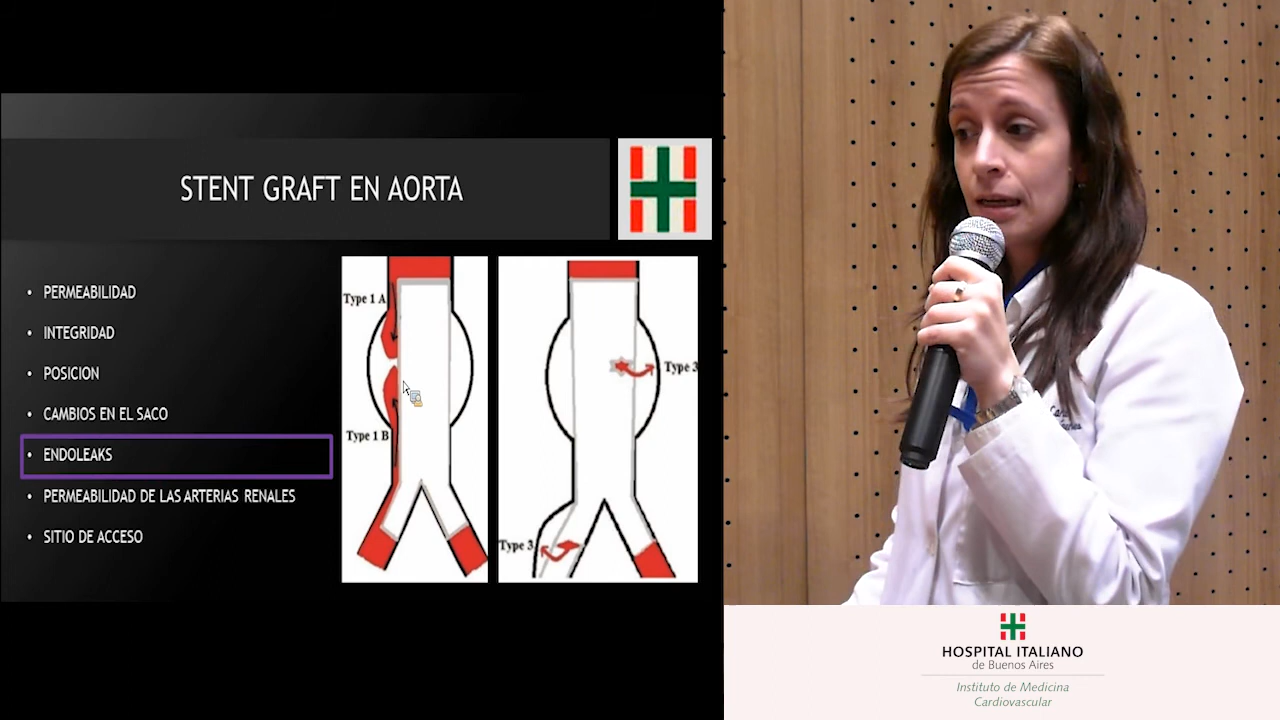 STENT GRAFT EN AORTA
• PERMEABILIDAD
• INTEGRIDAD
• POSICION
• CAMBIOS EN EL SACO
• ENDOLEAKS
• PERMEABILIDAD DE LAS ARTERIAS RENALES
• SITIO DE ACCESO
Type 1 A
Type 1 B
Type 3
Type 3
HOSPITAL ITALIANO
de Buenos Aires
Instituto de Medicina
Cardiovascular